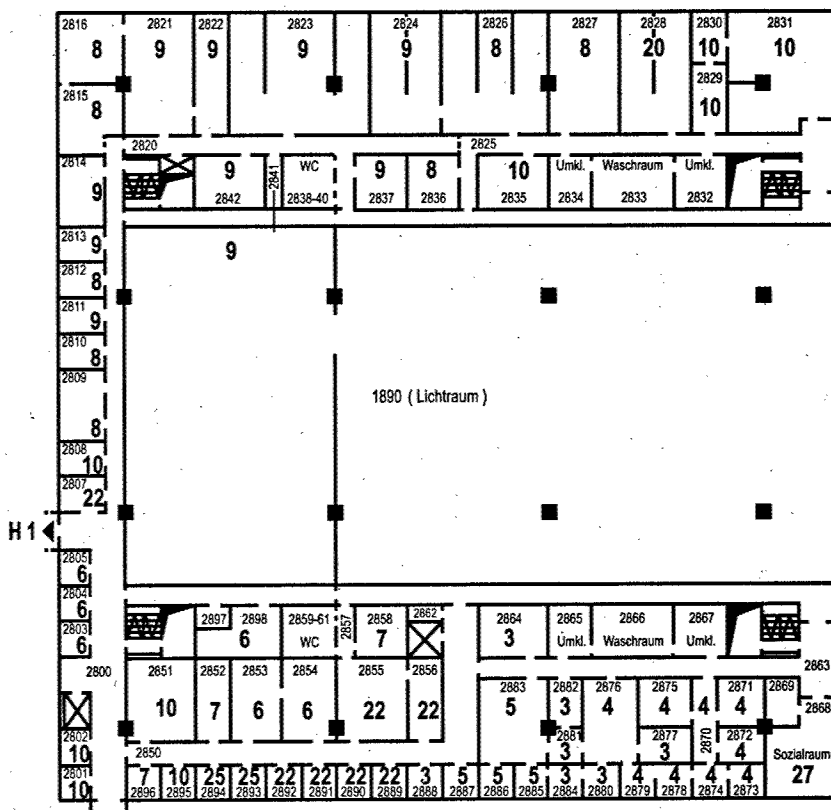 2816 2821 2822 2823 2824 2826 2827 2828 2830 2831
8 9 9 9 9 8 8 20 10 10
2815 2829
8 10
2820 2825
2814 9 2841 WC 9 8 10 Umkl. Waschraum Umkl.
9 2842 2838-40 2837 2836 2835 2834 2833 2832
2813 9
9
2812
8
2811
9
2810
8
2809
1890 ( Lichtraum )
8
2808
10
2807
22
H 1
2805
6
2804
6 2897 2898 2859-61 2857 2858 2862 2864 2865 2866 2867
2803 6 WC 7 3 Umkl. Waschraum Umkl.
6
2800 2851 2852 2853 2854 2855 2856 2863
10 7 6 6 22 22
2883 2882 2876 2875 2871 2869
5 3 4 4 4 4 2868
2802 2881 2877 2870 2872
10 2850 3 3 4 Sozialraum
2801 7 10 25 25 22 22 22 22 3 5 5 5 3 3 4 4 4 4 27
10 2896 2895 2894 2893 2892 2891 2890 2889 2888 2887 2886 2885 2884 2880 2879 2878 2874 2873